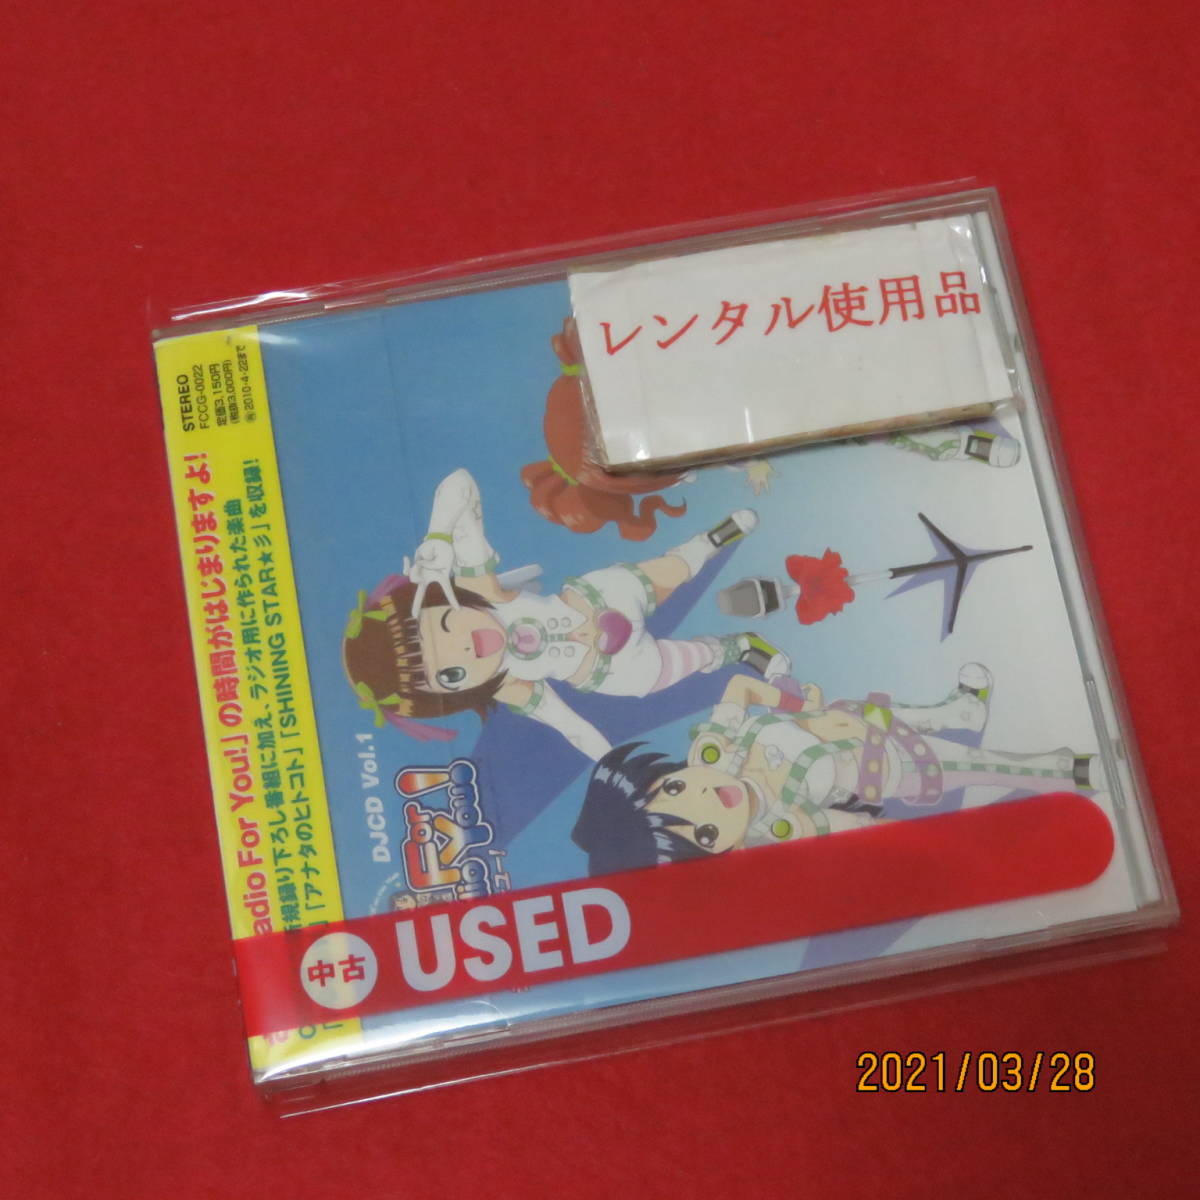 レンタル使用品
STEREO
FCCG-0022
定価3,150円
(税抜3,000円)
2010・4・22まで
adio For You!」の時間がはじまりますよ!
規録り下ろし番組に加え、ラジオ用に作られた楽曲
」「アナタのヒトコト」「SHINING STAR★彡」を収録!
DJCD Vol.1
For
You
中古 USED
2021/03/28